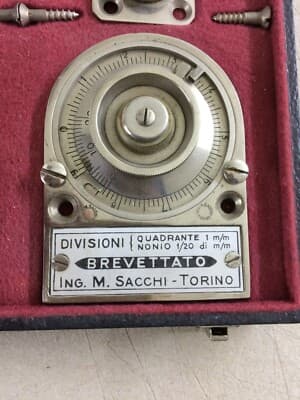 DIVISIONI { QUADRANTE 1 m/m
NONIO 1/20 di m/m
BREVETTATO
ING. M. SACCHI - TORINO